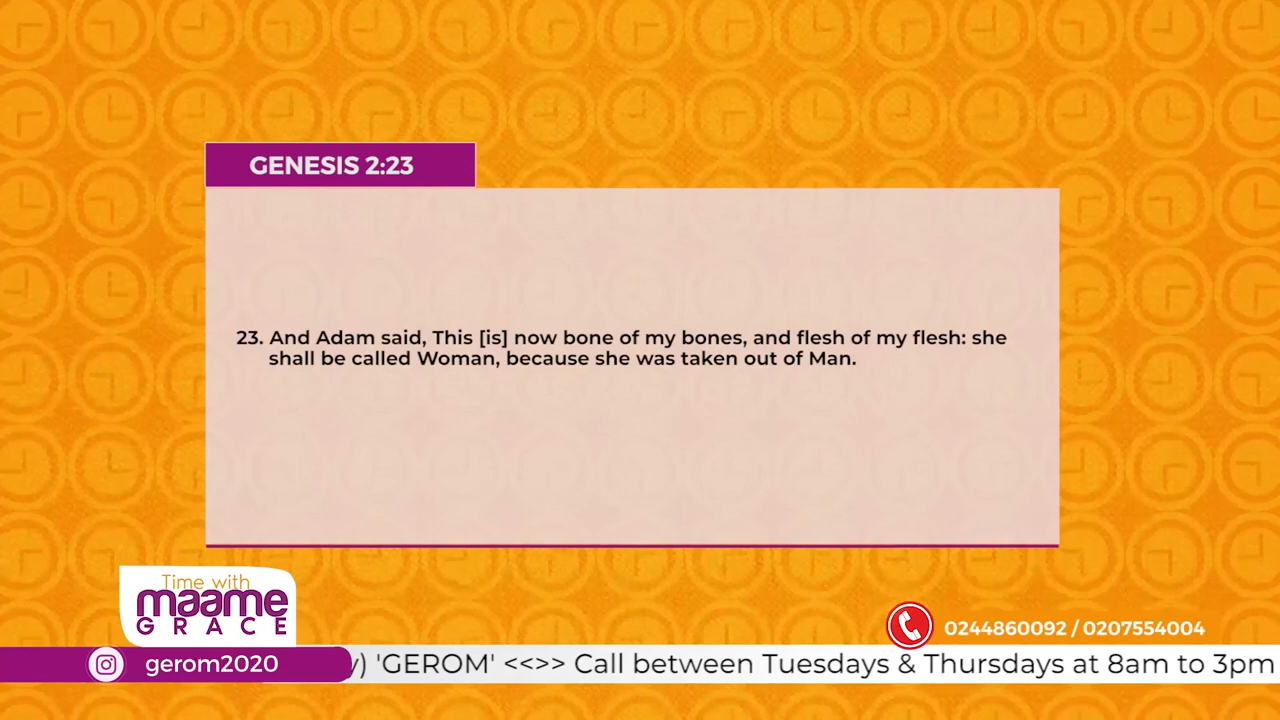 GENESIS 2:23
23. And Adam said, This [is] now bone of my bones, and flesh of my flesh: she
shall be called Woman, because she was taken out of Man.
Time with
maame
GRACE
0244860092 / 0207554004
gerom2020
y) 'GEROM' <<>> Call between Tuesdays & Thursdays at 8am to 3pm